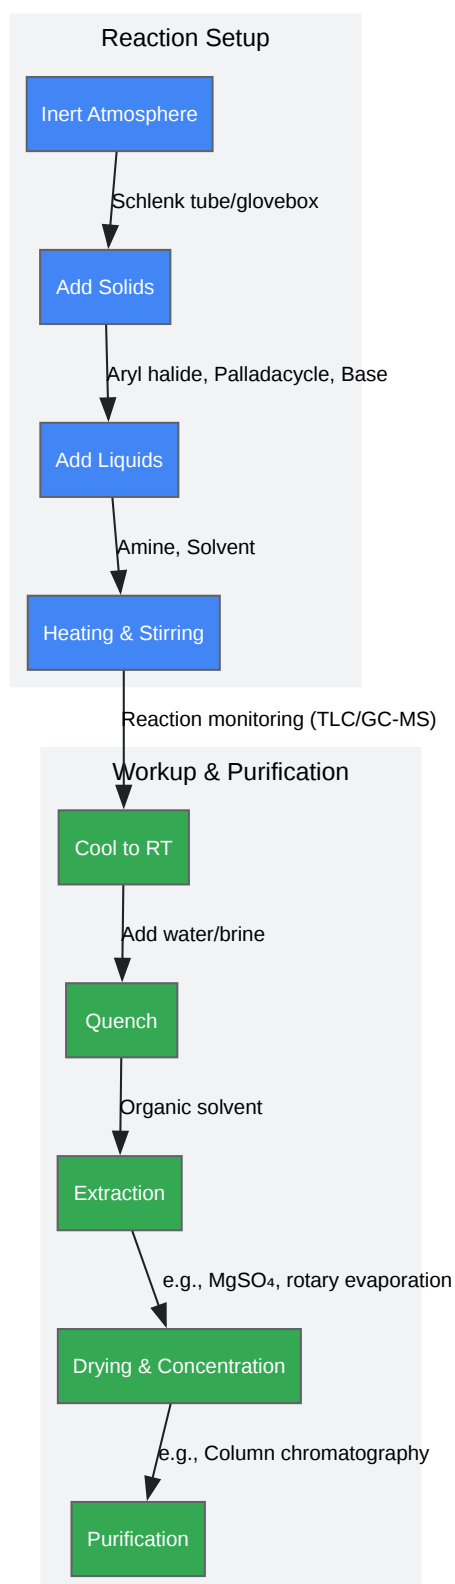 Reaction Setup
Inert Atmosphere
Schlenk tube/glovebox
Add Solids
Aryl halide, Palladacycle, Base
Add Liquids
Amine, Solvent
Heating & Stirring
Reaction monitoring (TLC/GC-MS)
Workup & Purification
Cool to RT
Add water/brine
Quench
Organic solvent
Extraction
e.g., MgSO₄, rotary evaporation
Drying & Concentration
e.g., Column chromatography
Purification